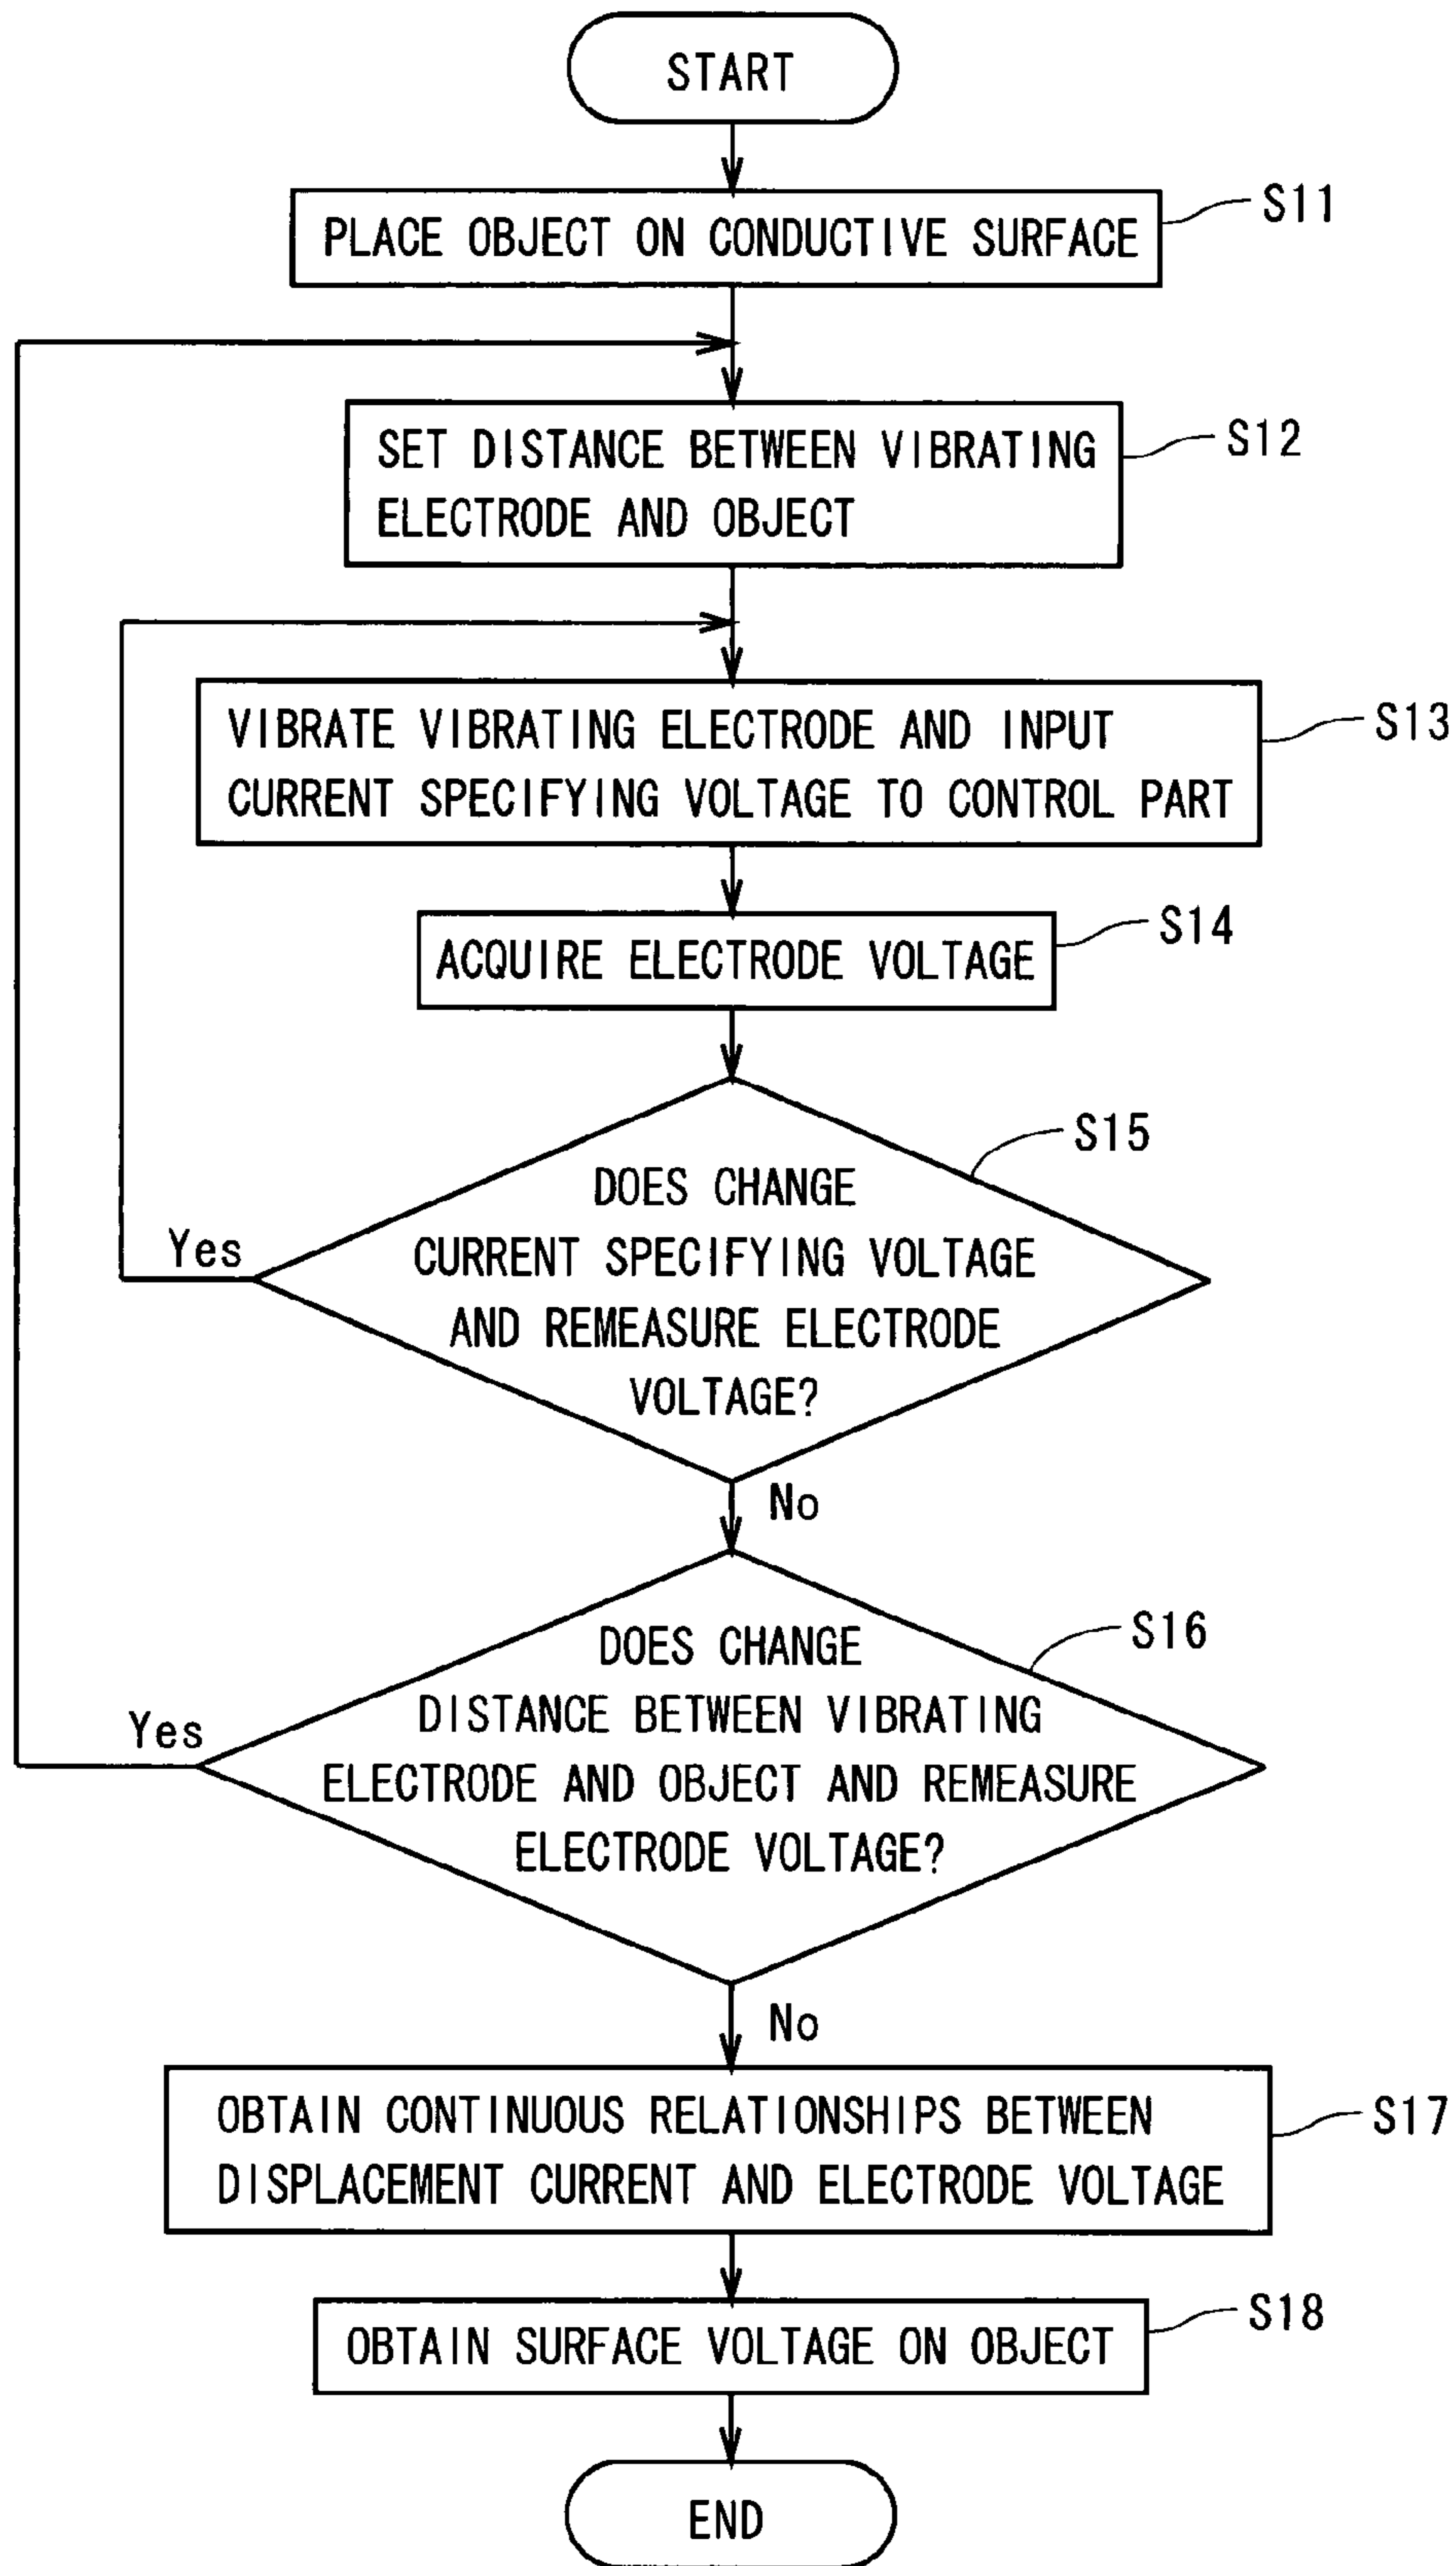 START
PLACE OBJECT ON CONDUCTIVE SURFACE
S11
SET DISTANCE BETWEEN VIBRATING
ELECTRODE AND OBJECT
S12
VIBRATE VIBRATING ELECTRODE AND INPUT
CURRENT SPECIFYING VOLTAGE TO CONTROL PART
S13
ACQUIRE ELECTRODE VOLTAGE
S14
DOES CHANGE
CURRENT SPECIFYING VOLTAGE
AND REMEASURE ELECTRODE
VOLTAGE?
S15
Yes
No
DOES CHANGE
DISTANCE BETWEEN VIBRATING
ELECTRODE AND OBJECT AND REMEASURE
ELECTRODE VOLTAGE?
S16
Yes
No
OBTAIN CONTINUOUS RELATIONSHIPS BETWEEN
DISPLACEMENT CURRENT AND ELECTRODE VOLTAGE
S17
OBTAIN SURFACE VOLTAGE ON OBJECT
S18
END